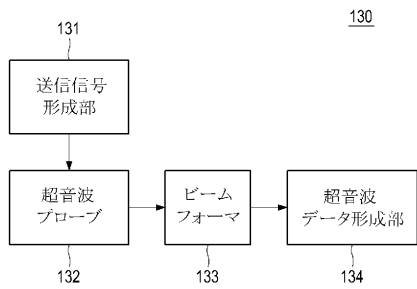 131
130
送信信号
形成部
超音波
プローブ
ビーム
フォーマ
超音波
データ形成部
132
133
134